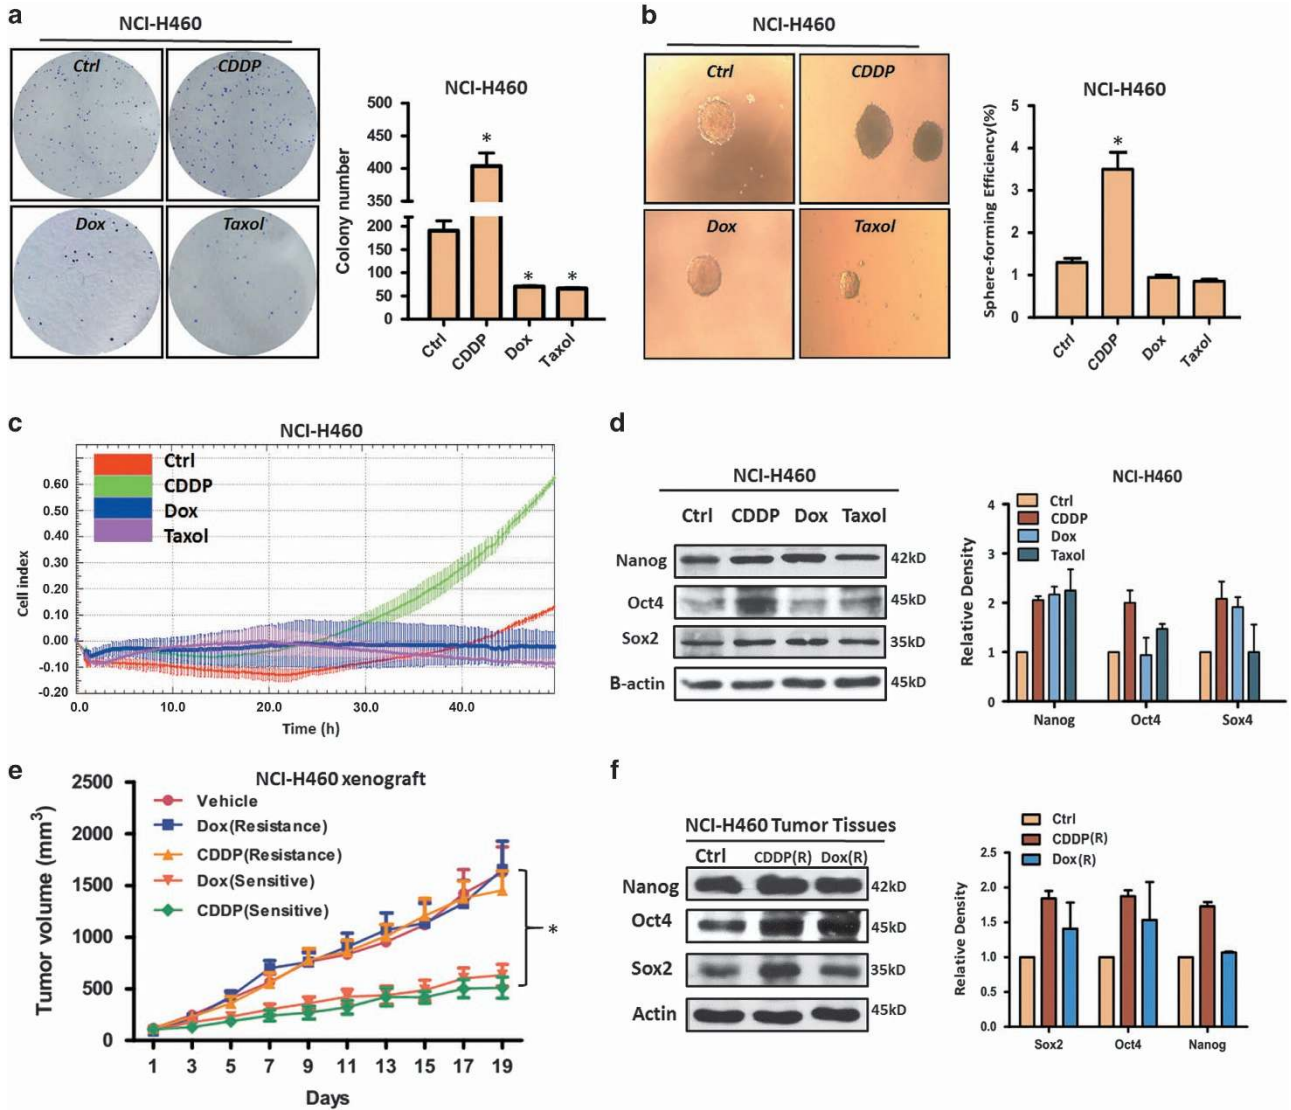 a
NCI-H460
Ctrl
CDDP
Dox
Taxol
NCI-H460
Colony number
500
450
400
350
200
150
100
50
0
*
*
*
Ctrl
CDDP
Dox
Taxol
b
NCI-H460
Ctrl
CDDP
Dox
Taxol
NCI-H460
Sphere-forming Efficiency(%)
5
4
3
2
1
0
*
Ctrl
CDDP
Dox
Taxol
c
NCI-H460
Ctrl
CDDP
Dox
Taxol
Cell index
0.60
0.50
0.40
0.30
0.20
0.10
0.00
-0.10
-0.20
0.0
10.0
20.0
30.0
40.0
Time (h)
d
NCI-H460
Ctrl CDDP Dox Taxol
Nanog 42kD
Oct4 45kD
Sox2 35kD
B-actin 45kD
NCI-H460
Ctrl
CDDP
Dox
Taxol
Relative Density
4
3
2
1
0
Nanog
Oct4
Sox4
e
NCI-H460 xenograft
Vehicle
Dox(Resistance)
CDDP(Resistance)
Dox(Sensitive)
CDDP(Sensitive)
Tumor volume (mm³)
2500
2000
1500
1000
500
0
*
1 3 5 7 9 11 13 15 17 19
Days
f
NCI-H460 Tumor Tissues
Ctrl CDDP(R) Dox(R)
Nanog 42kD
Oct4 45kD
Sox2 35kD
Actin 45kD
Ctrl
CDDP(R)
Dox(R)
Relative Density
2.5
2.0
1.5
1.0
0.5
0.0
Sox2
Oct4
Nanog